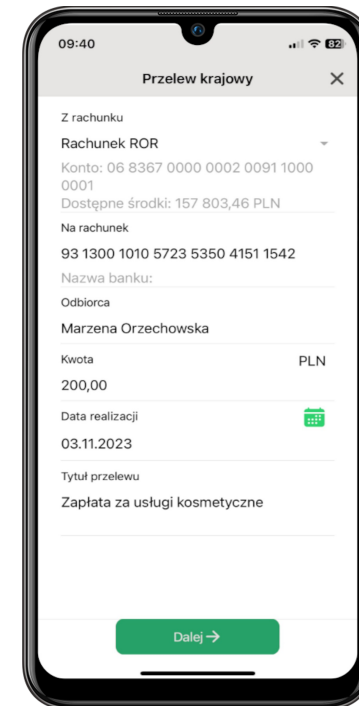 09:40
82
Przelew krajowy
Z rachunku
Rachunek ROR
Konto: 06 8367 0000 0002 0091 1000
0001
Dostępne środki: 157 803,46 PLN
Na rachunek
93 1300 1010 5723 5350 4151 1542
Nazwa banku:
Odbiorca
Marzena Orzechowska
Kwota
PLN
200,00
Data realizacji
03.11.2023
Tytuł przelewu
Zapłata za usługi kosmetyczne
Dalej →